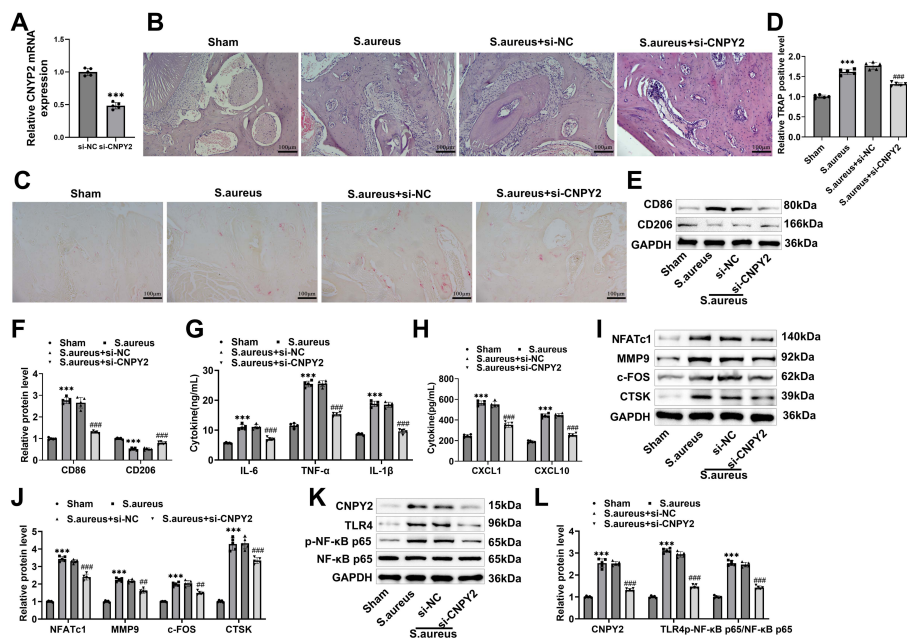 A
Relative CNYP2 mRNA
expression
1.5
1.0
0.5
0.0
***
si-NC si-CNPY2
B
Sham
S.aureus
S.aureus+si-NC
S.aureus+si-CNPY2
100μm
100μm
100μm
100μm
D
Relative TRAP positive level
2.0
1.5
1.0
0.5
0.0
***
###
Sham
S.aureus
S.aureus+si-NC
S.aureus+si-CNPY2
C
Sham
S.aureus
S.aureus+si-NC
S.aureus+si-CNPY2
100μm
100μm
100μm
100μm
E
CD86
80kDa
CD206
166kDa
GAPDH
36kDa
Sham
S.aureus
si-NC
si-CNPY2
S.aureus
F
Sham
S.aureus
S.aureus+si-NC
S.aureus+si-CNPY2
Relative protein level
4
3
2
1
0
***
###
***
###
CD86
CD206
G
Sham
S.aureus
S.aureus+si-NC
S.aureus+si-CNPY2
Cytokine(ng/mL)
30
20
10
0
***
###
***
###
***
###
IL-6
TNF-α
IL-1β
H
Sham
S.aureus
S.aureus+si-NC
S.aureus+si-CNPY2
Cytokine(pg/mL)
800
600
400
200
0
***
###
***
###
CXCL1
CXCL10
I
NFATc1
140kDa
MMP9
92kDa
c-FOS
62kDa
CTSK
39kDa
GAPDH
36kDa
Sham
S.aureus
si-NC
si-CNPY2
S.aureus
J
Sham
S.aureus
S.aureus+si-NC
S.aureus+si-CNPY2
Relative protein level
5
4
3
2
1
0
***
###
***
##
***
##
***
###
NFATc1
MMP9
c-FOS
CTSK
K
CNPY2
15kDa
TLR4
96kDa
p-NF-κB p65
65kDa
NF-κB p65
65kDa
GAPDH
36kDa
Sham
S.aureus
si-NC
si-CNPY2
S.aureus
L
Sham
S.aureus
S.aureus+si-NC
S.aureus+si-CNPY2
Relative protein level
4
3
2
1
0
***
###
***
###
***
###
CNPY2
TLR4
p-NF-κB p65/NF-κB p65